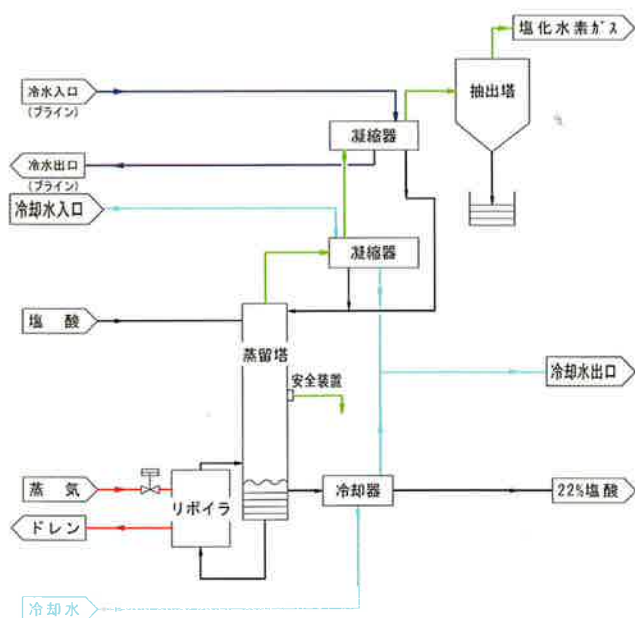 塩化水素ガス
冷水入口
(ブライン)
抽出塔
凝縮器
冷水出口
(ブライン)
冷却水入口
凝縮器
塩酸
蒸留塔
安全装置
冷却水出口
蒸気
リボイラ
冷却器
22%塩酸
ドレン
冷却水